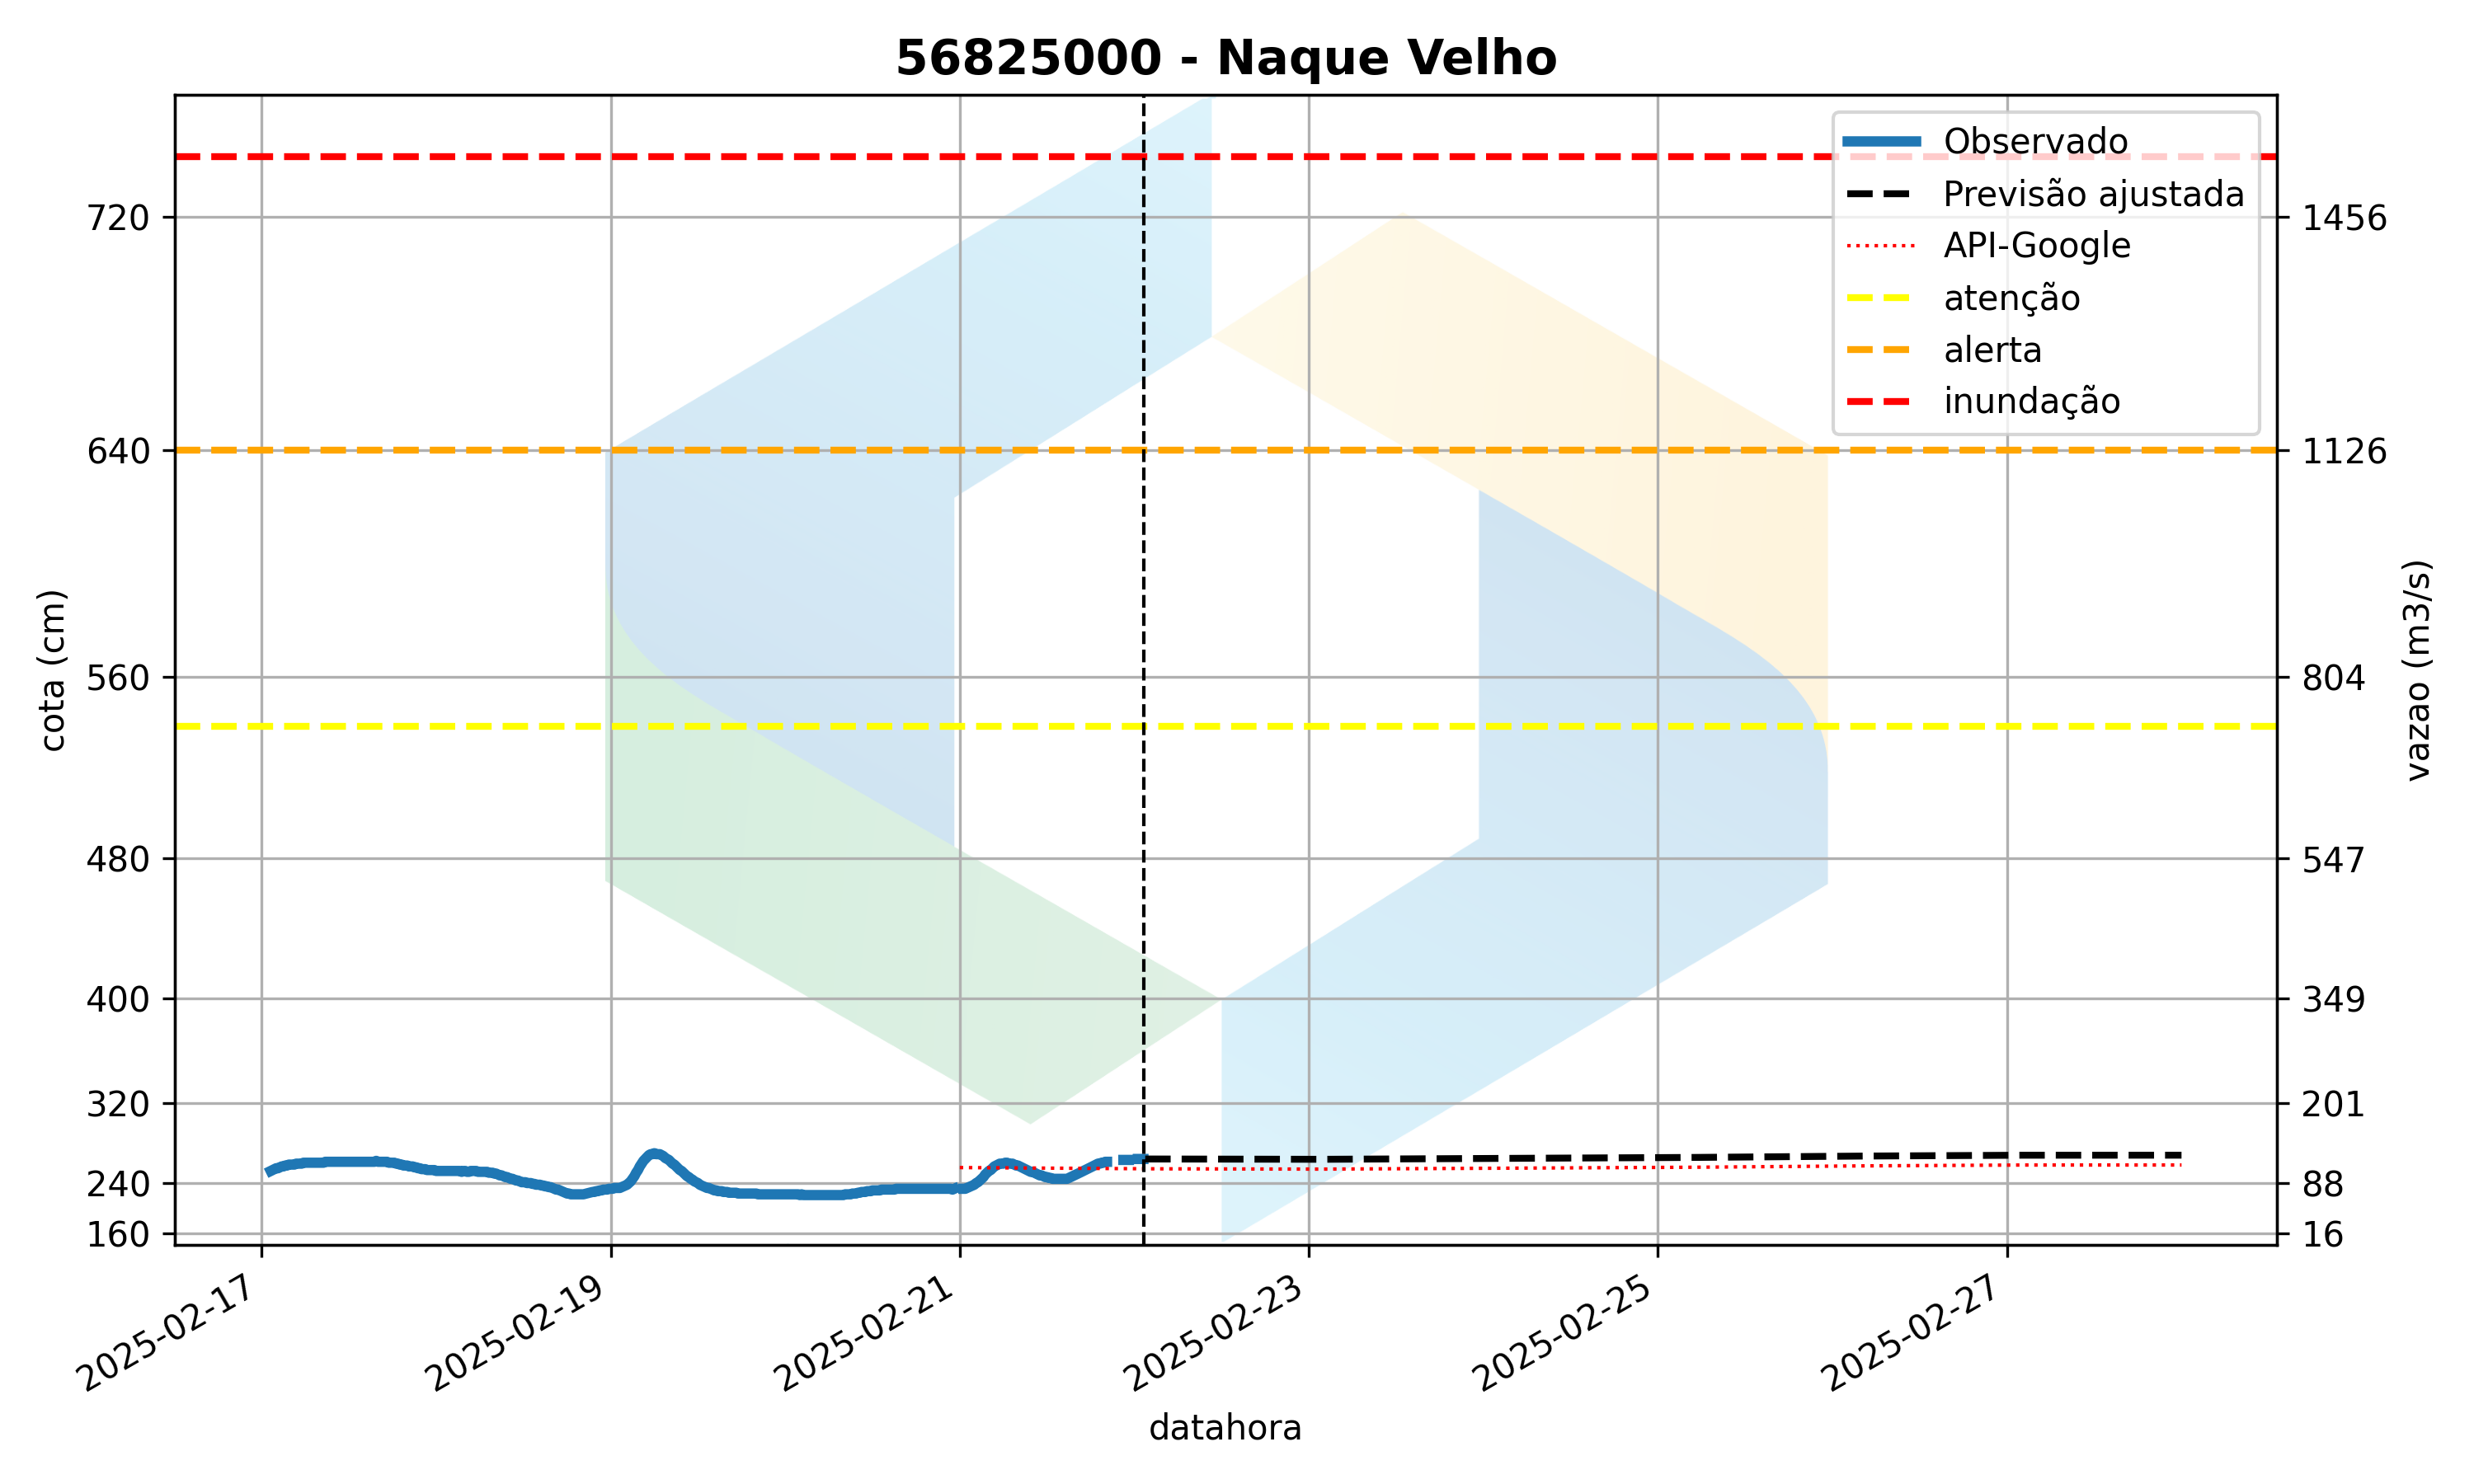 56825000 - Naque Velho
Observado
Previsão ajustada
API-Google
atenção
alerta
inundação
cota (cm)
720
640
560
480
400
320
240
160
vazao (m3/s)
1456
1126
804
547
349
201
88
16
2025-02-17
2025-02-19
2025-02-21
2025-02-23
2025-02-25
2025-02-27
datahora